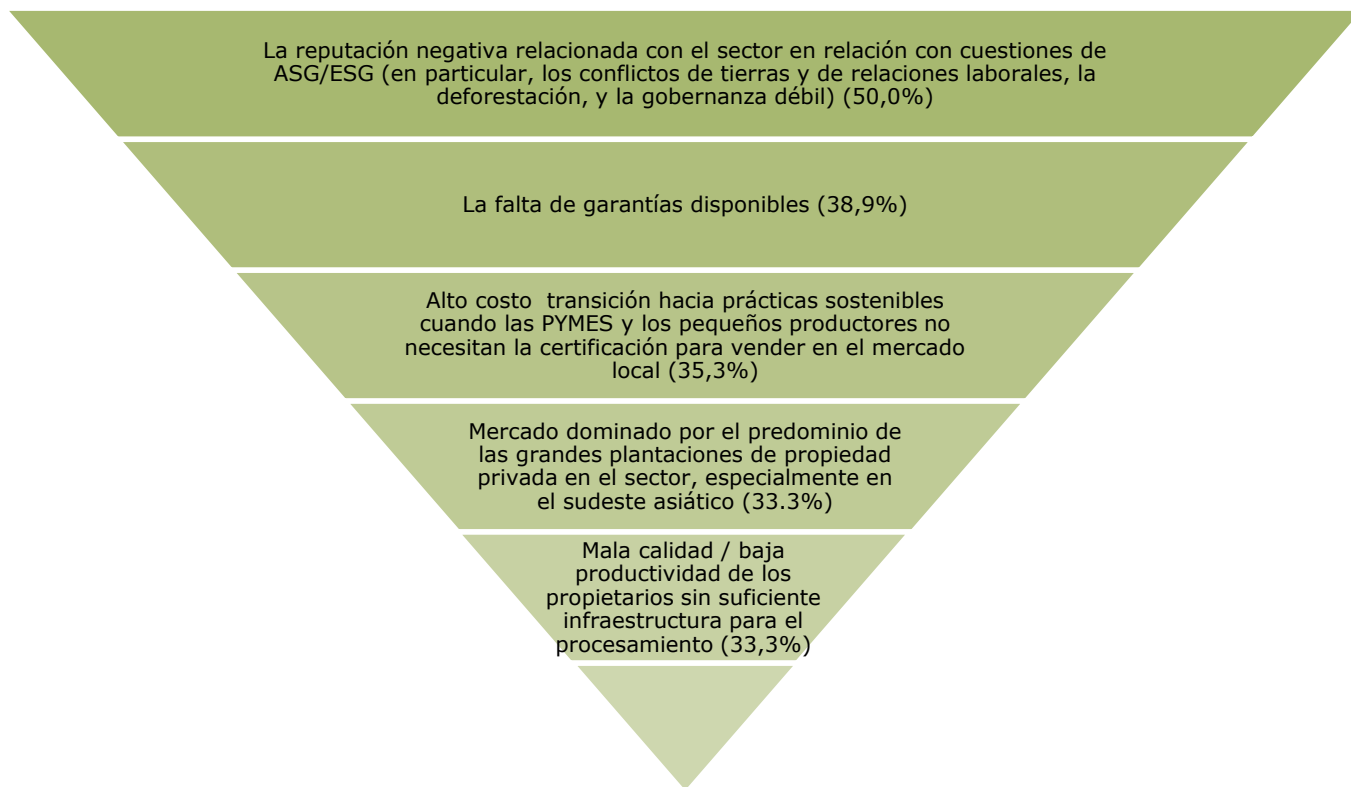 La reputación negativa relacionada con el sector en relación con cuestiones de
ASG/ESG (en particular, los conflictos de tierras y de relaciones laborales, la
deforestación, y la gobernanza débil) (50,0%)
La falta de garantías disponibles (38,9%)
Alto costo  transición hacia prácticas sostenibles
cuando las PYMES y los pequeños productores no
necesitan la certificación para vender en el mercado
local (35,3%)
Mercado dominado por el predominio de
las grandes plantaciones de propiedad
privada en el sector, especialmente en
el sudeste asiático (33.3%)
Mala calidad / baja
productividad de los
propietarios sin suficiente
infraestructura para el
procesamiento (33,3%)